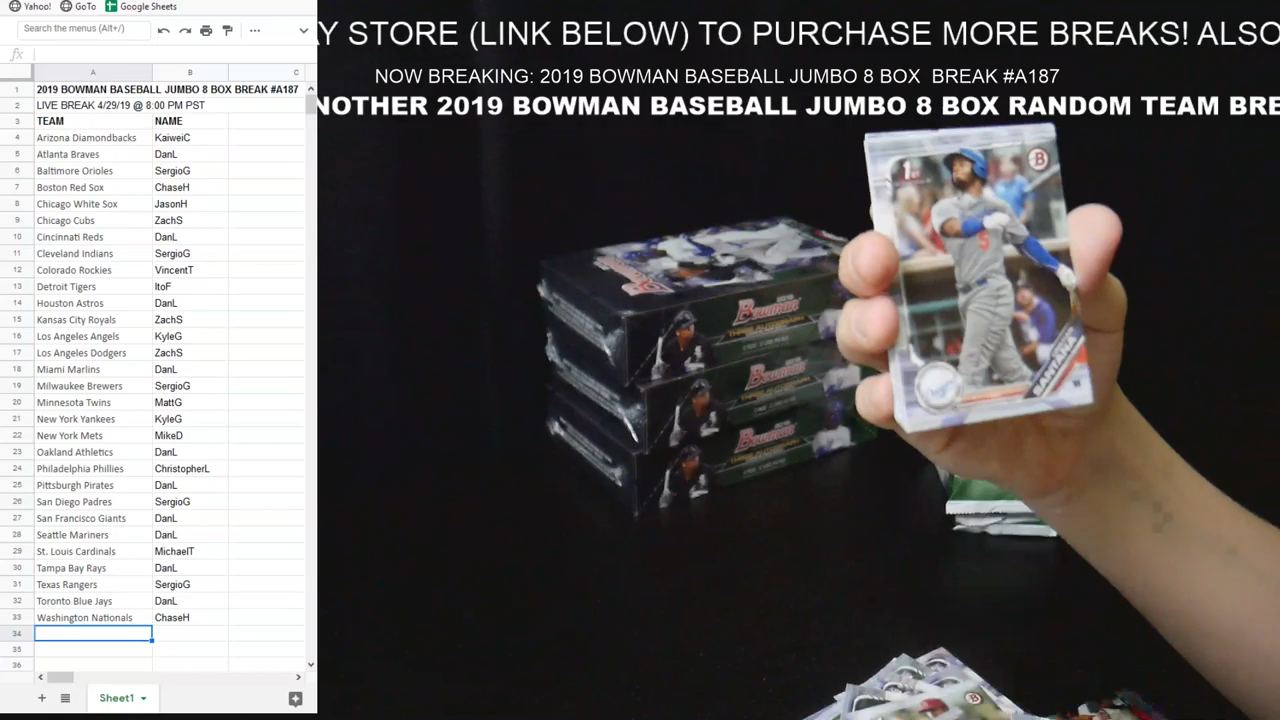 Yahoo! GoTo Google Sheets
Search the menus (Alt+/)
fx
A B C
1 2019 BOWMAN BASEBALL JUMBO 8 BOX BREAK #A187
2 LIVE BREAK 4/29/19 @ 8:00 PM PST
3 TEAM NAME
4 Arizona Diamondbacks KaiweiC
5 Atlanta Braves DanL
6 Baltimore Orioles SergioG
7 Boston Red Sox ChaseH
8 Chicago White Sox JasonH
9 Chicago Cubs ZachS
10 Cincinnati Reds DanL
11 Cleveland Indians SergioG
12 Colorado Rockies VincentT
13 Detroit Tigers ItoF
14 Houston Astros DanL
15 Kansas City Royals ZachS
16 Los Angeles Angels KyleG
17 Los Angeles Dodgers ZachS
18 Miami Marlins DanL
19 Milwaukee Brewers SergioG
20 Minnesota Twins MattG
21 New York Yankees KyleG
22 New York Mets MikeD
23 Oakland Athletics DanL
24 Philadelphia Phillies ChristopherL
25 Pittsburgh Pirates DanL
26 San Diego Padres SergioG
27 San Francisco Giants DanL
28 Seattle Mariners DanL
29 St. Louis Cardinals MichaelT
30 Tampa Bay Rays DanL
31 Texas Rangers SergioG
32 Toronto Blue Jays DanL
33 Washington Nationals ChaseH
34
35
36
Sheet1
Y STORE (LINK BELOW) TO PURCHASE MORE BREAKS! ALSO
NOW BREAKING: 2019 BOWMAN BASEBALL JUMBO 8 BOX BREAK #A187
NOTHER 2019 BOWMAN BASEBALL JUMBO 8 BOX RANDOM TEAM BRE
1st
B
5
SANTANA
Bowman
Bowman
Bowman